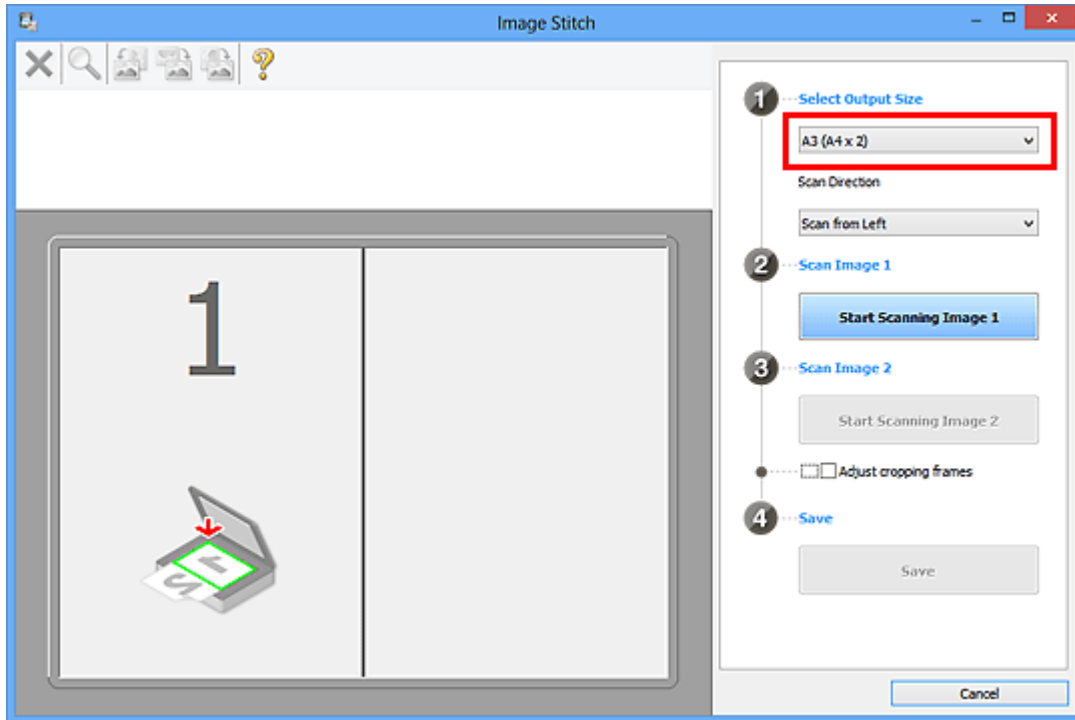 Image Stitch
1
Select Output Size
A3 (A4 x 2)
Scan Direction
Scan from Left
2
Scan Image 1
Start Scanning Image 1
3
Scan Image 2
Start Scanning Image 2
Adjust cropping frames
4
Save
Save
Cancel
1
1
2